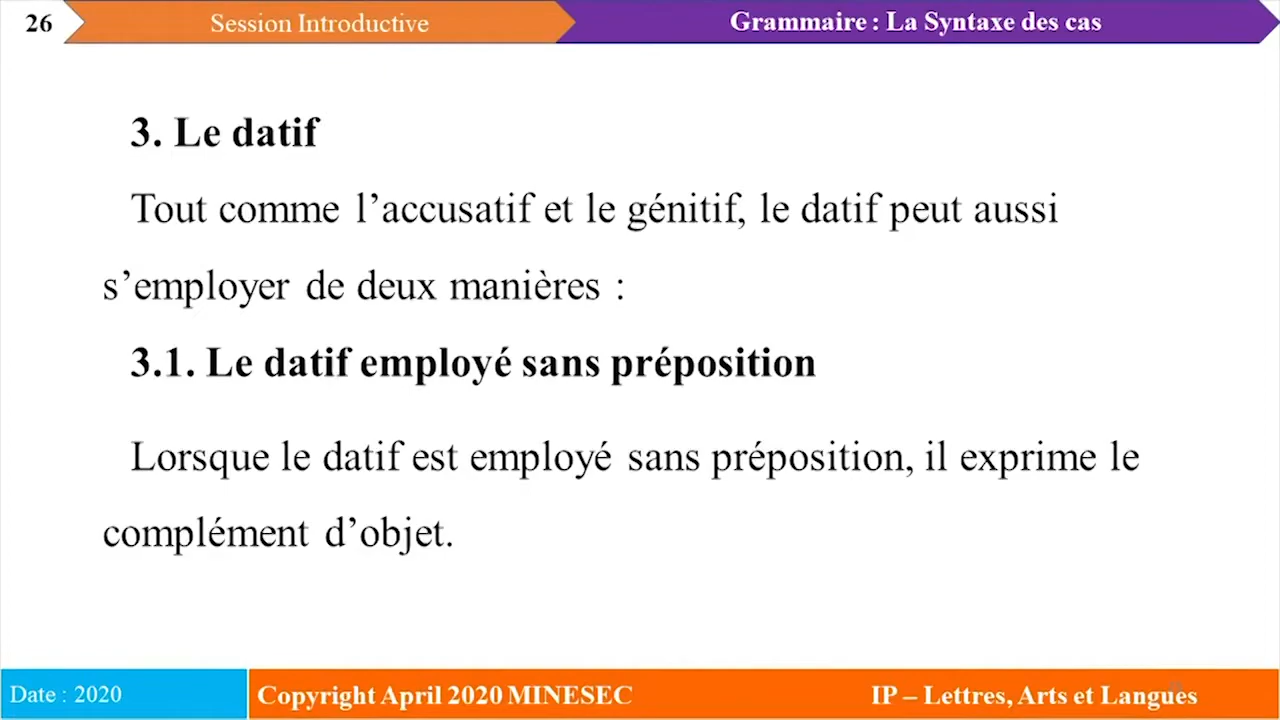 26
Session Introductive
Grammaire : La Syntaxe des cas
3. Le datif
Tout comme l’accusatif et le génitif, le datif peut aussi
s’employer de deux manières :
3.1. Le datif employé sans préposition
Lorsque le datif est employé sans préposition, il exprime le
complément d’objet.
Date : 2020
Copyright April 2020 MINESEC
IP – Lettres, Arts et Langues